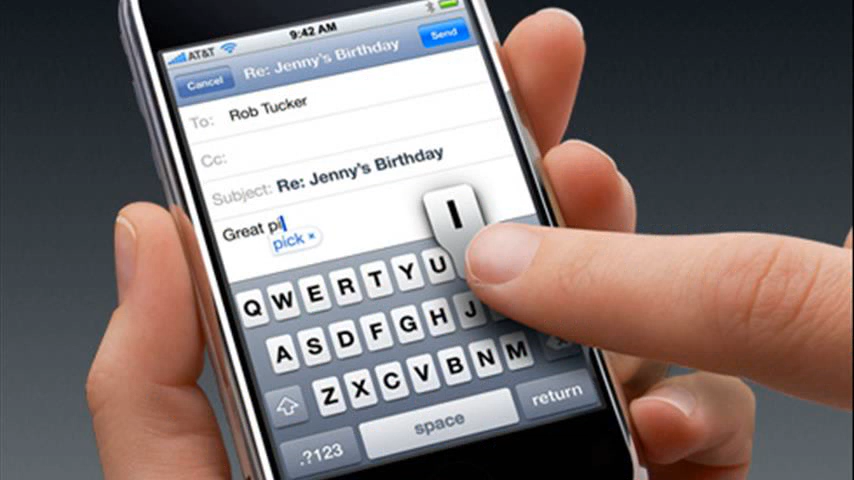 AT&T 9:42 AM
Cancel Re: Jenny's Birthday Send
To: Rob Tucker
Cc:
Subject: Re: Jenny's Birthday
Great pi
pick ×
I
Q W E R T Y U
A S D F G H J
Z X C V B N M
.?123 space return